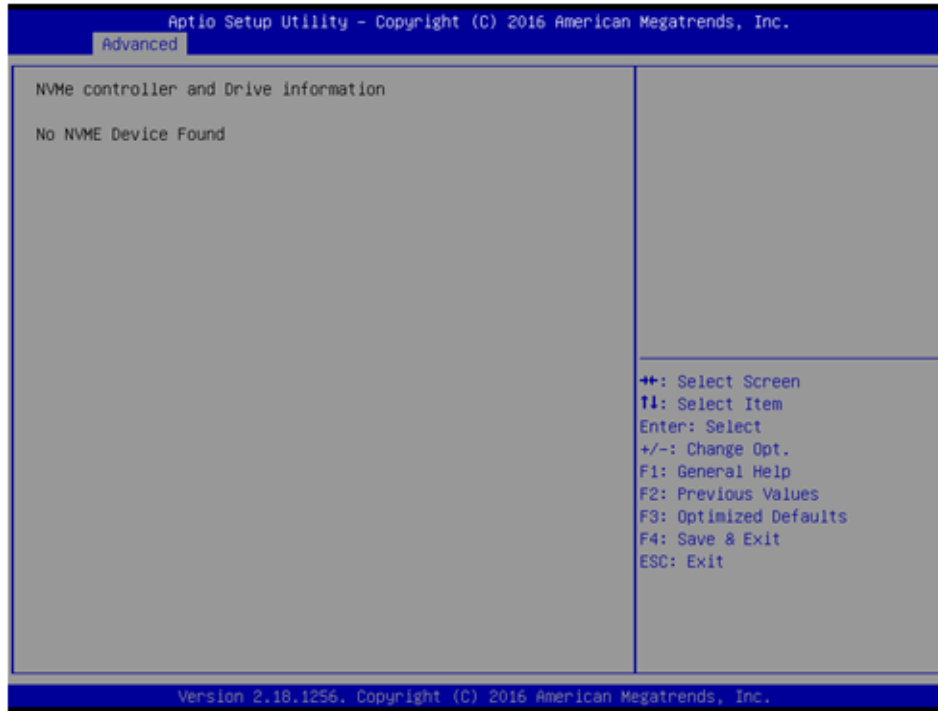 Aptio Setup Utility – Copyright (C) 2016 American Megatrends, Inc.
Advanced
NVMe controller and Drive information
No NVME Device Found
→←: Select Screen
↑↓: Select Item
Enter: Select
+/-: Change Opt.
F1: General Help
F2: Previous Values
F3: Optimized Defaults
F4: Save & Exit
ESC: Exit
Version 2.18.1256. Copyright (C) 2016 American Megatrends, Inc.